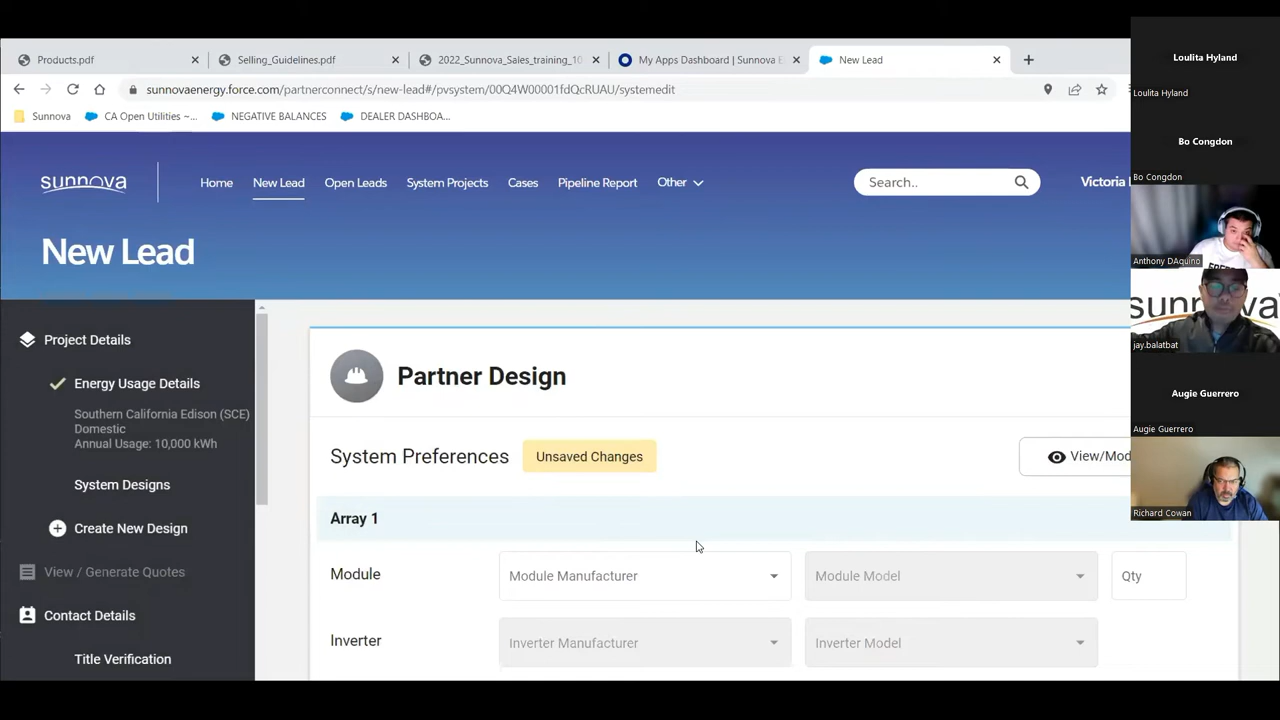 Products.pdf
Selling_Guidelines.pdf
2022_Sunnova_Sales_training_10
My Apps Dashboard | Sunnova E
New Lead
sunnovaenergy.force.com/partnerconnect/s/new-lead#/pvsystem/00Q4W00001fdQcRUAU/systemedit
Sunnova
CA Open Utilities ~...
NEGATIVE BALANCES
DEALER DASHBOA...
sunnova
Home
New Lead
Open Leads
System Projects
Cases
Pipeline Report
Other
Search..
Victoria
New Lead
Project Details
Energy Usage Details
Southern California Edison (SCE)
Domestic
Annual Usage: 10,000 kWh
System Designs
Create New Design
View / Generate Quotes
Contact Details
Title Verification
Partner Design
System Preferences
Unsaved Changes
View/Mod
Array 1
Module
Module Manufacturer
Module Model
Qty
Inverter
Inverter Manufacturer
Inverter Model
Loulita Hyland
Loulita Hyland
Bo Congdon
Bo Congdon
Anthony DAquino
sunnova
jay.balatbat
Augie Guerrero
Augie Guerrero
Richard Cowan